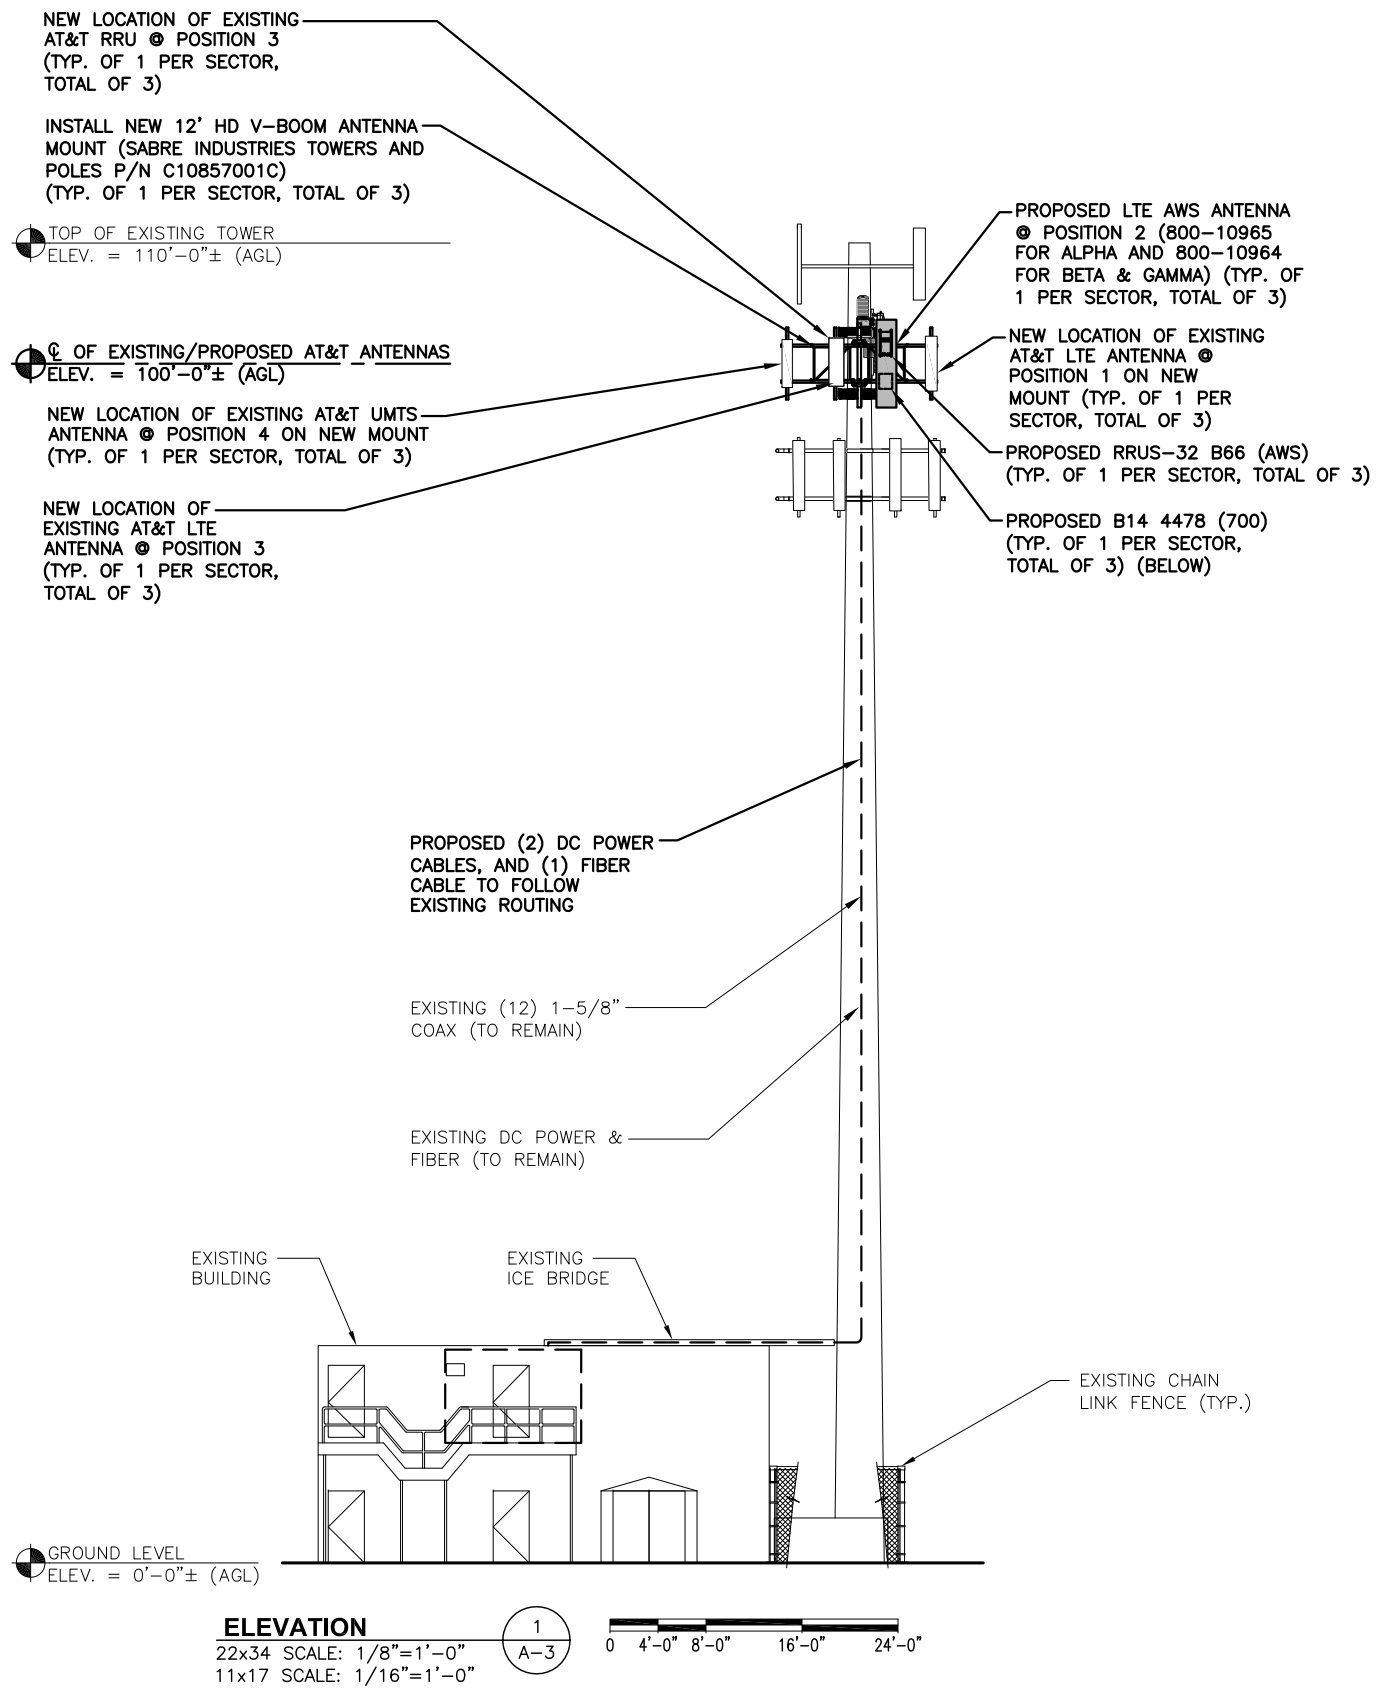 NEW LOCATION OF EXISTING
AT&T RRU @ POSITION 3
(TYP. OF 1 PER SECTOR,
TOTAL OF 3)
INSTALL NEW 12' HD V-BOOM ANTENNA
MOUNT (SABRE INDUSTRIES TOWERS AND
POLES P/N C10857001C)
(TYP. OF 1 PER SECTOR, TOTAL OF 3)
TOP OF EXISTING TOWER
ELEV. = 110'-0"± (AGL)
℄ OF EXISTING/PROPOSED AT&T ANTENNAS
ELEV. = 100'-0"± (AGL)
NEW LOCATION OF EXISTING AT&T UMTS
ANTENNA @ POSITION 4 ON NEW MOUNT
(TYP. OF 1 PER SECTOR, TOTAL OF 3)
NEW LOCATION OF
EXISTING AT&T LTE
ANTENNA @ POSITION 3
(TYP. OF 1 PER SECTOR,
TOTAL OF 3)
PROPOSED LTE AWS ANTENNA
@ POSITION 2 (800-10965
FOR ALPHA AND 800-10964
FOR BETA & GAMMA) (TYP. OF
1 PER SECTOR, TOTAL OF 3)
NEW LOCATION OF EXISTING
AT&T LTE ANTENNA @
POSITION 1 ON NEW
MOUNT (TYP. OF 1 PER
SECTOR, TOTAL OF 3)
PROPOSED RRUS-32 B66 (AWS)
(TYP. OF 1 PER SECTOR, TOTAL OF 3)
PROPOSED B14 4478 (700)
(TYP. OF 1 PER SECTOR,
TOTAL OF 3) (BELOW)
PROPOSED (2) DC POWER
CABLES, AND (1) FIBER
CABLE TO FOLLOW
EXISTING ROUTING
EXISTING (12) 1-5/8"
COAX (TO REMAIN)
EXISTING DC POWER &
FIBER (TO REMAIN)
EXISTING
BUILDING
EXISTING
ICE BRIDGE
EXISTING CHAIN
LINK FENCE (TYP.)
GROUND LEVEL
ELEV. = 0'-0"± (AGL)
ELEVATION
22x34 SCALE: 1/8"=1'-0"
11x17 SCALE: 1/16"=1'-0"
1
A-3
0 4'-0" 8'-0" 16'-0" 24'-0"